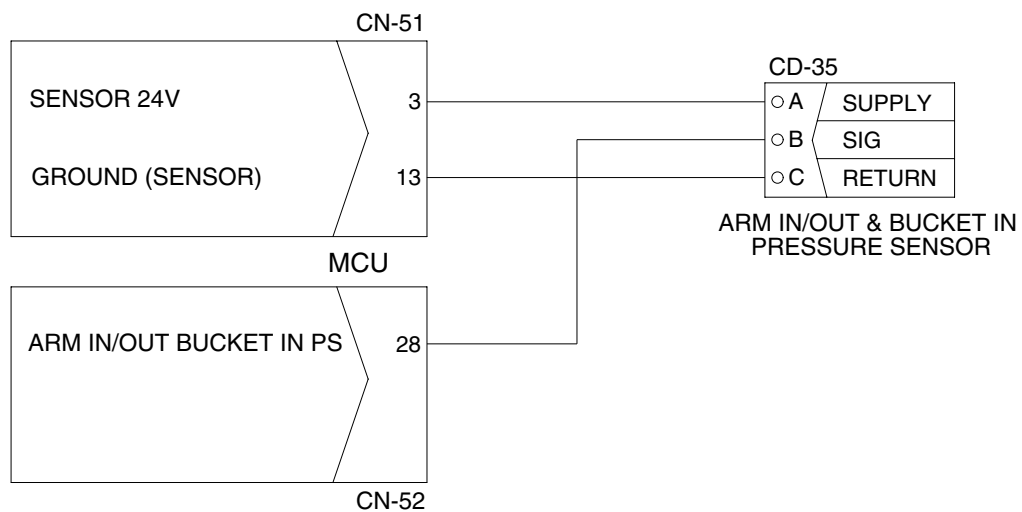 CN-51
SENSOR 24V 3
GROUND (SENSOR) 13
CD-35
A SUPPLY
B SIG
C RETURN
ARM IN/OUT & BUCKET IN
PRESSURE SENSOR
MCU
ARM IN/OUT BUCKET IN PS 28
CN-52